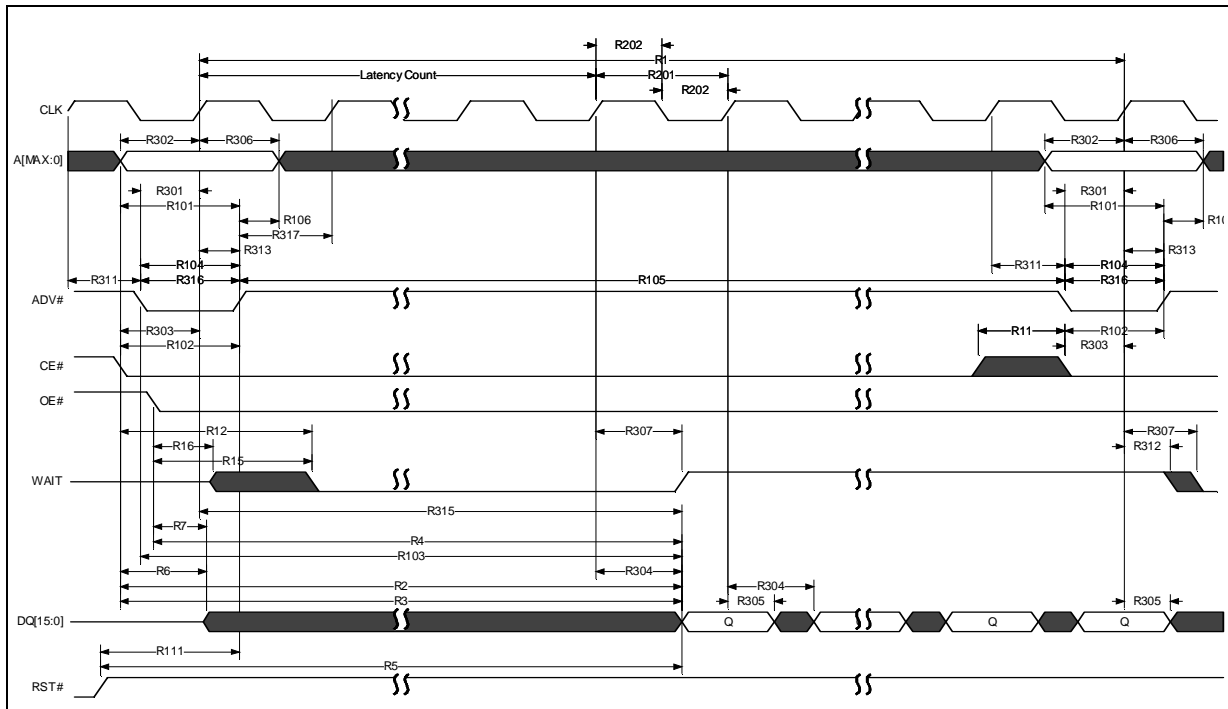 R202
R1
Latency Count
R201
R202
CLK
R302
R306
R302
R306
A[MAX:0]
R301
R301
R101
R101
R106
R10
R317
R313
R313
R104
R311
R104
R311
R316
R105
R316
ADV#
R303
R11
R102
R102
R303
CE#
OE#
R12
R307
R307
R16
R312
R15
WAIT
R315
R7
R4
R103
R6
R304
R304
R2
R3
R305
R305
DQ[15:0]
Q
Q
Q
R111
R5
RST#